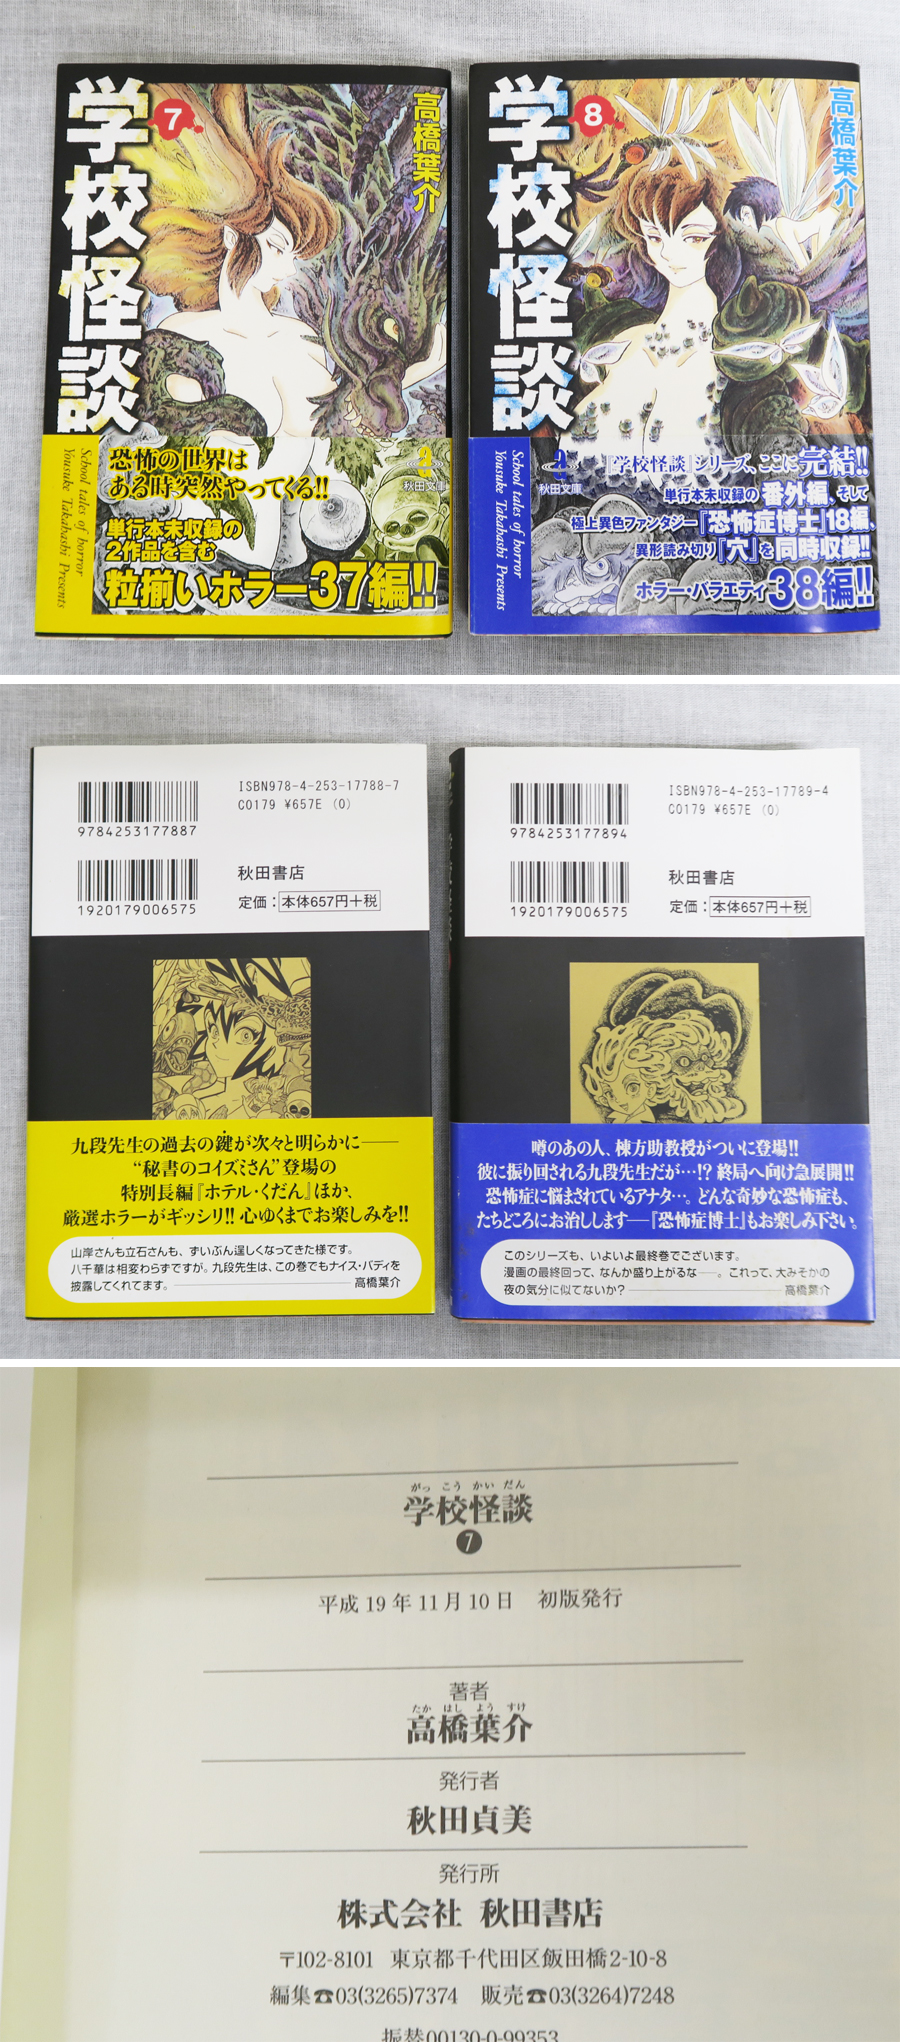 学校怪談
7
高橋葉介
恐怖の世界は
ある時突然やってくる!!
単行本未収録の
2作品を含む
粒揃いホラー37編!!
School tales of horror
Yousuke Takahashi Presents
秋田文庫
学校怪談
8
高橋葉介
『学校怪談』シリーズ、ここに完結!!
単行本未収録の番外編、そして
極上異色ファンタジー『恐怖症博士』18編、
異形読み切り『穴』を同時収録!!
ホラー・バラエティ38編!!
School tales of horror
Yousuke Takahashi Presents
秋田文庫
ISBN978-4-253-17788-7
C0179 ¥657E (0)
9784253177887
1920179006575
秋田書店
定価：本体657円+税
九段先生の過去の鍵が次々と明らかに――
“秘書のコイズミさん”登場の
特別長編『ホテル・くだん』ほか、
厳選ホラーがギッシリ!! 心ゆくまでお楽しみを!!
山岸さんも立石さんも、ずいぶん逞しくなってきた様です。
八千華は相変わらずですが。九段先生は、この巻でもナイス・バディを
披露してくれてます。――高橋葉介
ISBN978-4-253-17789-4
C0179 ¥657E (0)
9784253177894
1920179006575
秋田書店
定価：本体657円+税
噂のあの人、棟方助教授がついに登場!!
彼に振り回される九段先生だが…!? 終局へ向け急展開!!
恐怖症に悩まされているアナタ…。どんな奇妙な恐怖症も、
たちどころにお治しします―『恐怖症博士』もお楽しみ下さい。
このシリーズも、いよいよ最終巻でございます。
漫画の最終回って、なんか盛り上がるな――。これって、大みそかの
夜の気分に似てないか?――高橋葉介
がっこうかいだん
学校怪談
7
平成19年11月10日 初版発行
著者
たかはしようすけ
高橋葉介
発行者
秋田貞美
発行所
株式会社 秋田書店
〒102-8101 東京都千代田区飯田橋2-10-8
編集☎03(3265)7374 販売☎03(3264)7248
振替00130-0-99353